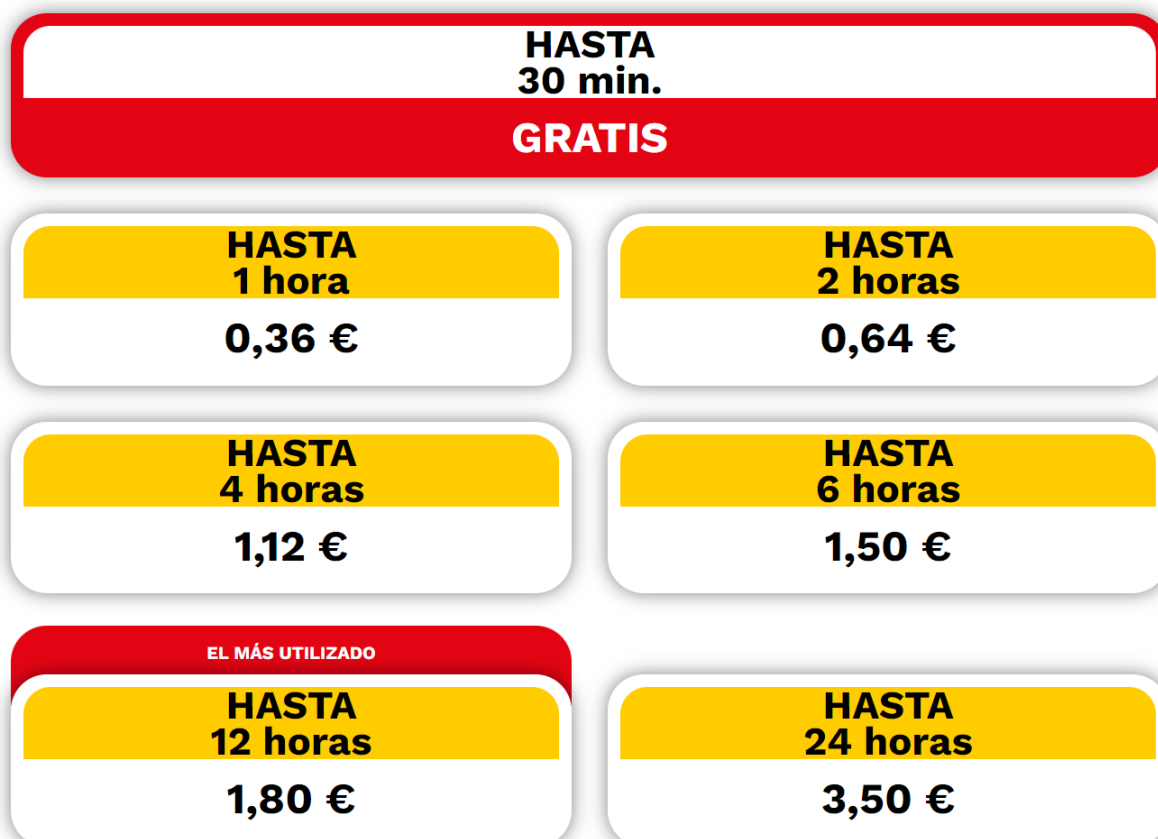 HASTA
30 min.
GRATIS
HASTA
1 hora
0,36 €
HASTA
2 horas
0,64 €
HASTA
4 horas
1,12 €
HASTA
6 horas
1,50 €
EL MÁS UTILIZADO
HASTA
12 horas
1,80 €
HASTA
24 horas
3,50 €